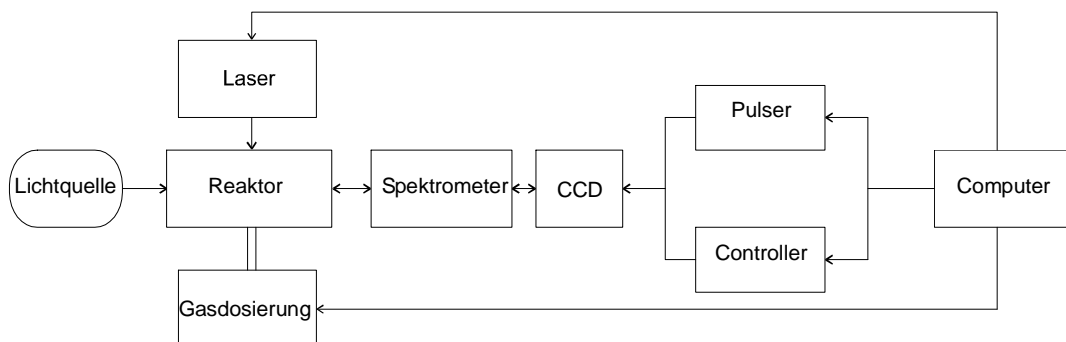 Laser
Pulser
Lichtquelle
Reaktor
Spektrometer
CCD
Computer
Controller
Gasdosierung